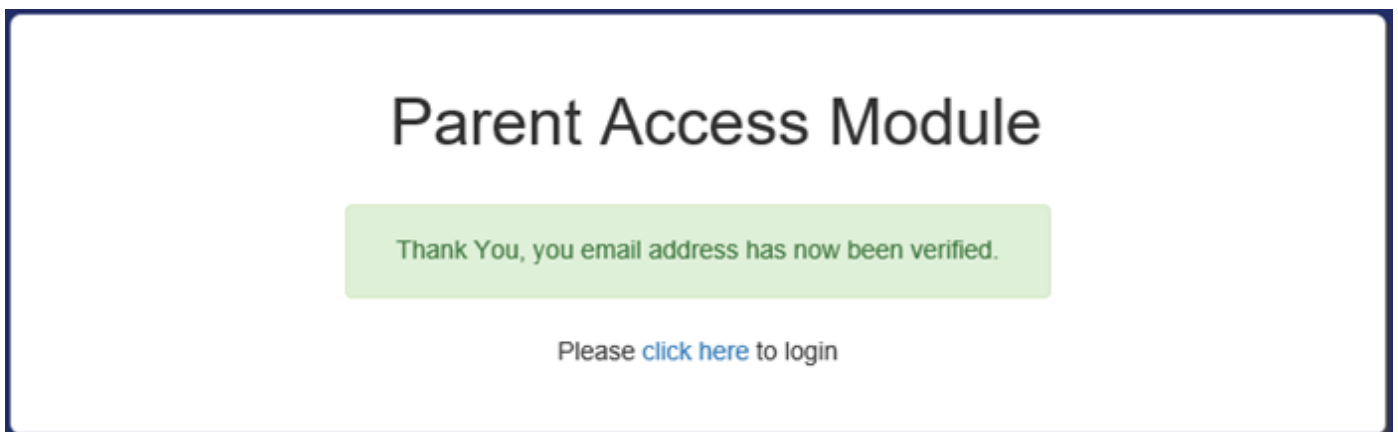 Parent Access Module
Thank You, you email address has now been verified.
Please click here to login